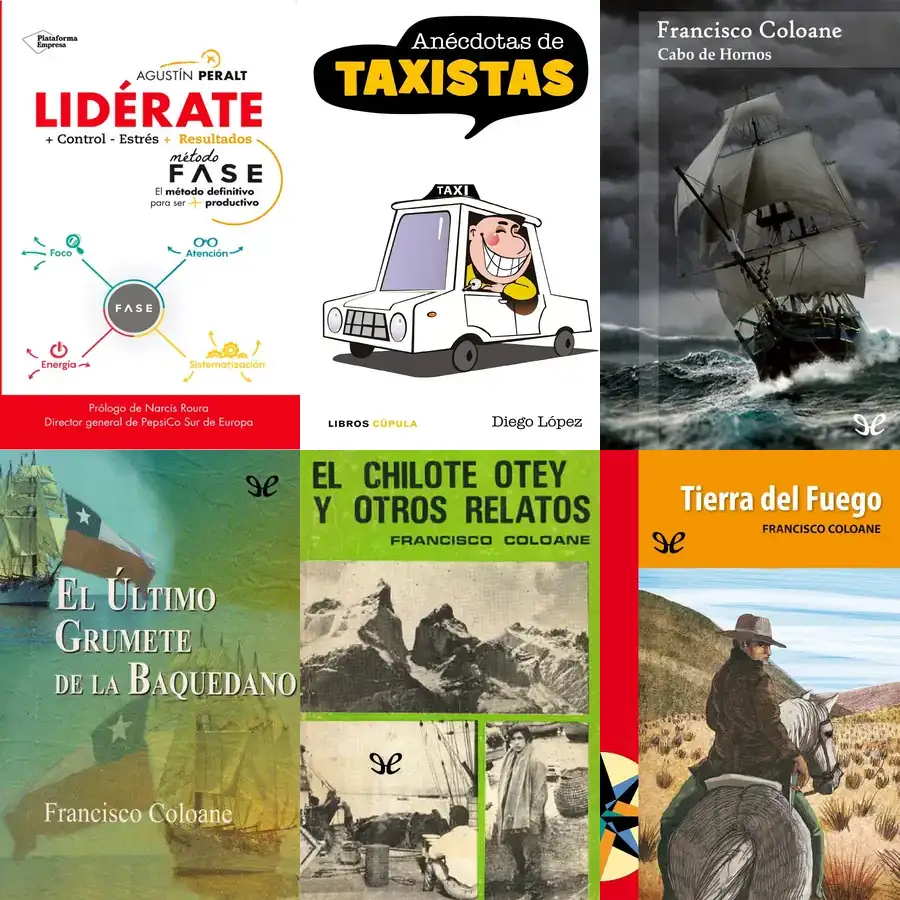 Plataforma
Empresa
AGUSTÍN PERALT
LIDÉRATE
+ Control - Estrés + Resultados
método
FASE
El método definitivo
para ser + productivo
Foco
Atención
FASE
Energía
Sistematización
Prólogo de Narcís Roura
Director general de PepsiCo Sur de Europa
Anécdotas de
TAXISTAS
TAXI
LIBROS CÚPULA
Diego López
Francisco Coloane
Cabo de Hornos
El Último
Grumete
de la Baquedano
Francisco Coloane
EL CHILOTE OTEY
Y OTROS RELATOS
FRANCISCO COLOANE
Tierra del Fuego
FRANCISCO COLOANE